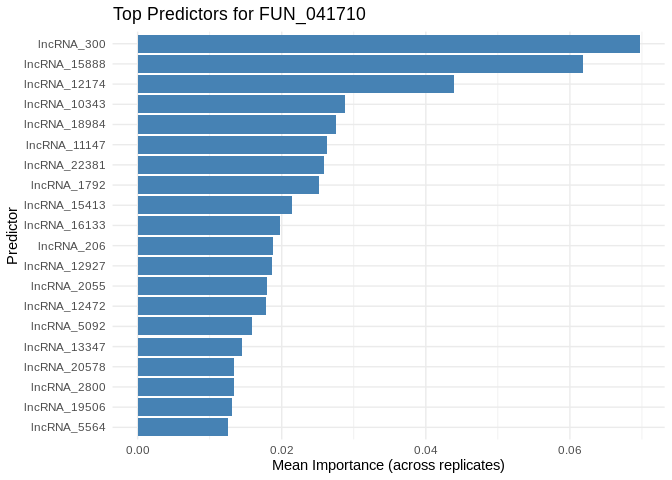 Top Predictors for FUN_041710
Predictor
lncRNA_300
lncRNA_15888
lncRNA_12174
lncRNA_10343
lncRNA_18984
lncRNA_11147
lncRNA_22381
lncRNA_1792
lncRNA_15413
lncRNA_16133
lncRNA_206
lncRNA_12927
lncRNA_2055
lncRNA_12472
lncRNA_5092
lncRNA_13347
lncRNA_20578
lncRNA_2800
lncRNA_19506
lncRNA_5564
0.00 0.02 0.04 0.06
Mean Importance (across replicates)